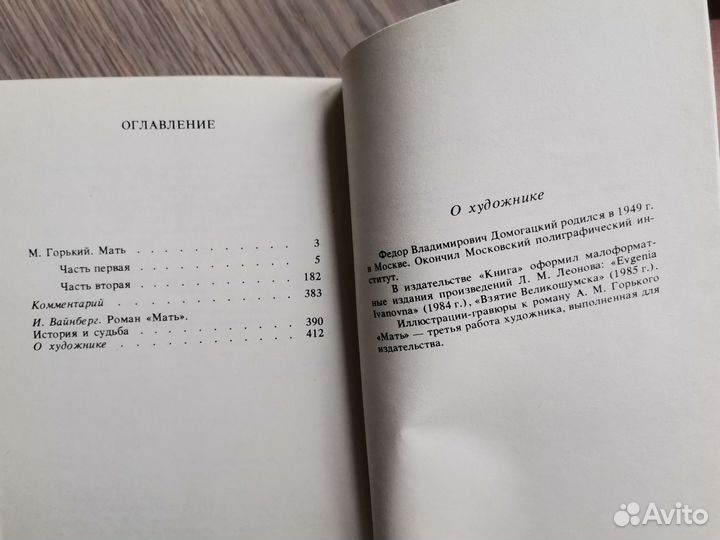 ОГЛАВЛЕНИЕ
М. Горький. Мать . . . . . . . . . . . 3
Часть первая . . . . . . . . . . . 5
Часть вторая . . . . . . . . . . . 182
Комментарий . . . . . . . . . . . 383
И. Вайнберг. Роман «Мать».
История и судьба . . . . . . . . . . . 390
О художнике . . . . . . . . . . . 412
О художнике
Федор Владимирович Домогацкий родился в 1949 г.
в Москве. Окончил Московский полиграфический ин-
ститут.
В издательстве «Книга» оформил малоформат-
ные издания произведений Л. М. Леонова: «Evgenia
Ivanovna» (1984 г.), «Взятие Великошумска» (1985 г.).
Иллюстрации-гравюры к роману А. М. Горького
«Мать» — третья работа художника, выполненная для
издательства.
Avito